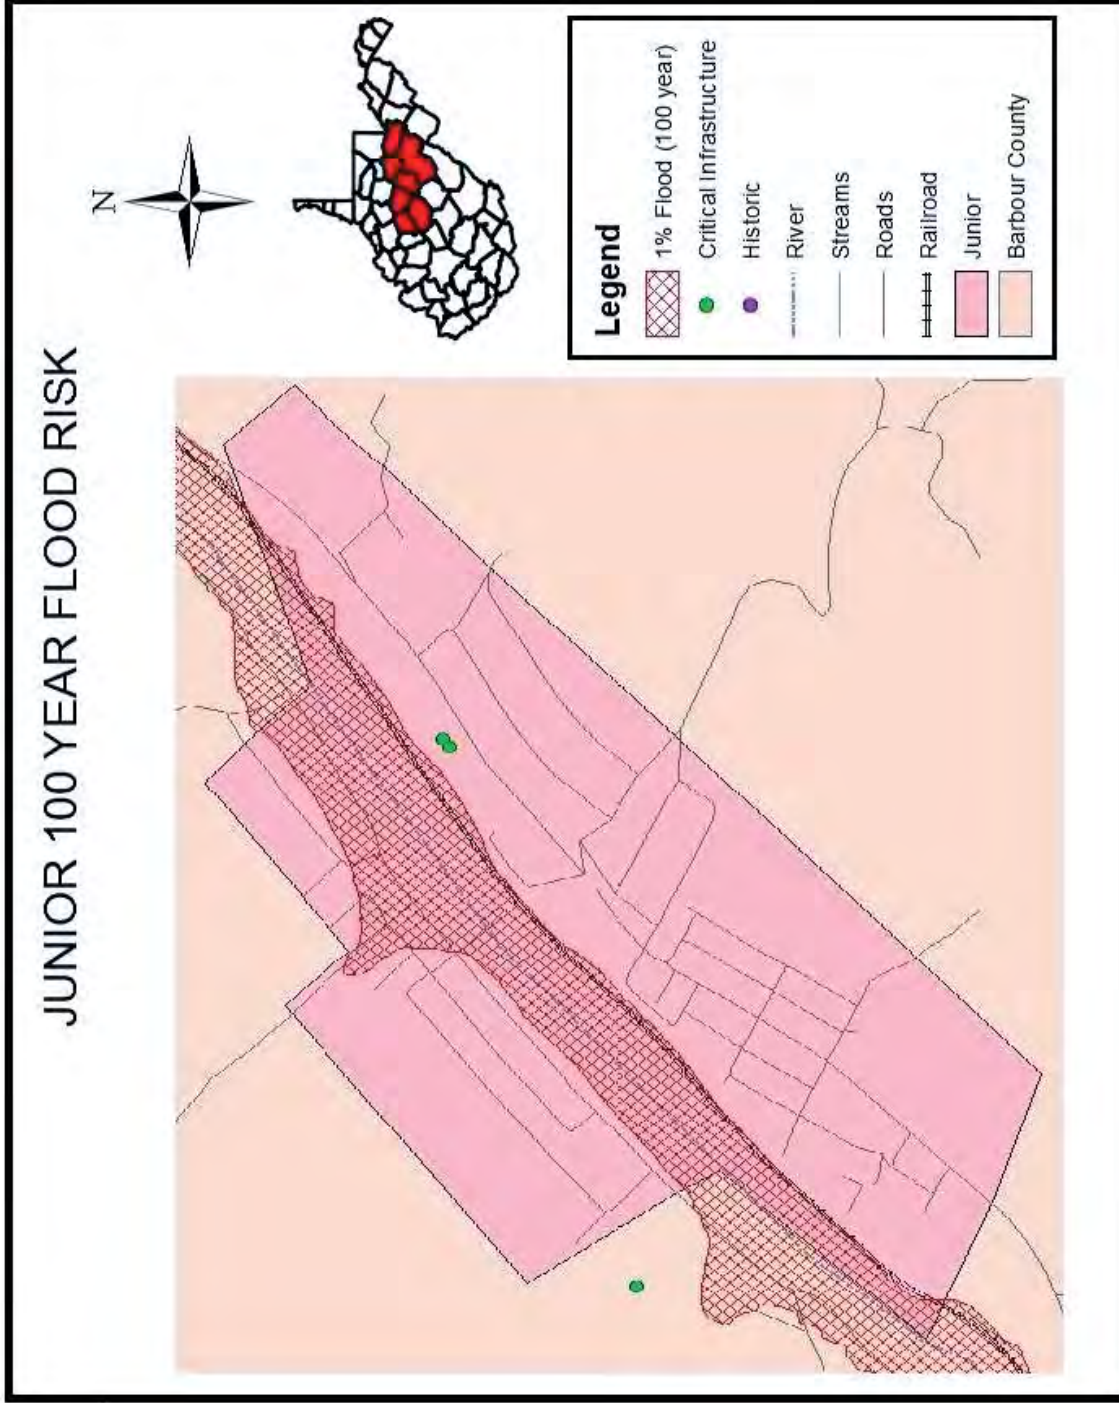 JUNIOR 100 YEAR FLOOD RISK
N
Legend
1% Flood (100 year)
Critical Infrastructure
Historic
River
Streams
Roads
Railroad
Junior
Barbour County